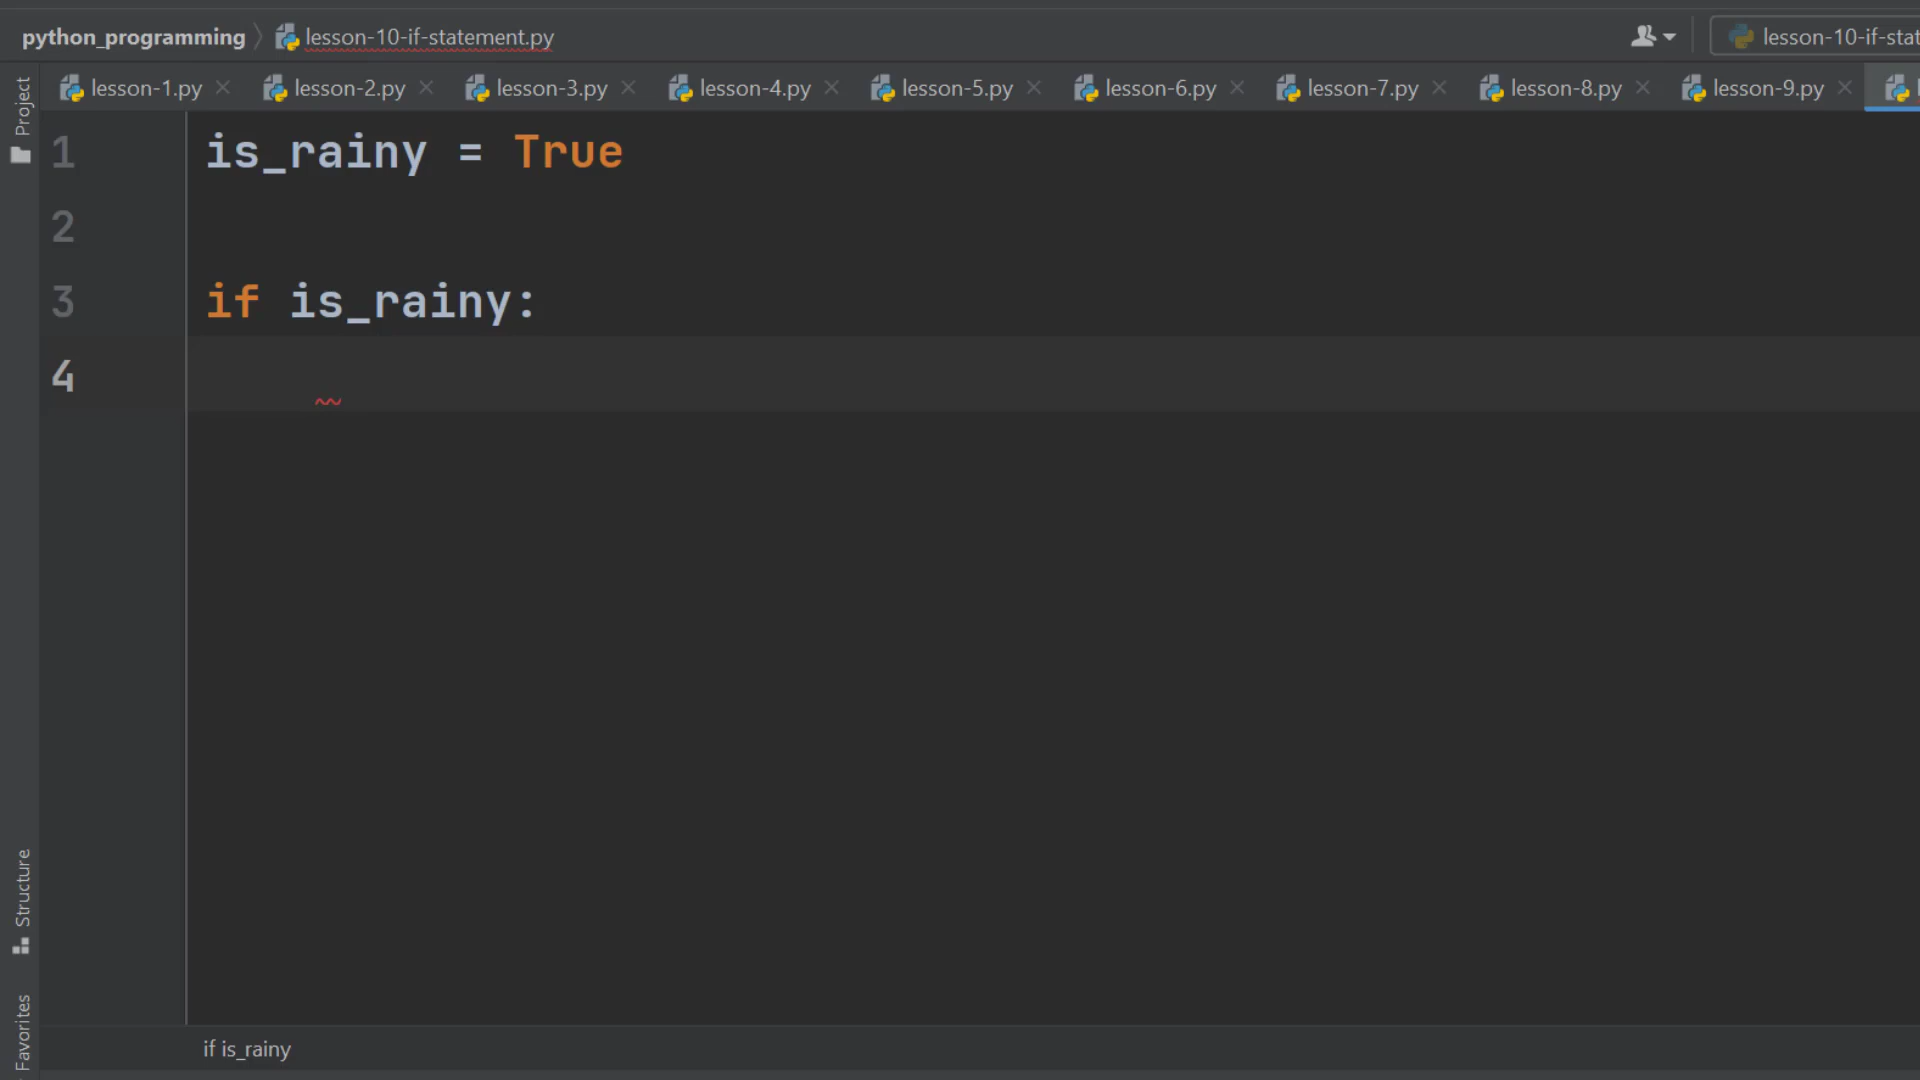 python_programming lesson-10-if-statement.py lesson-10-if-stat
lesson-1.py lesson-2.py lesson-3.py lesson-4.py lesson-5.py lesson-6.py lesson-7.py lesson-8.py lesson-9.py
Project
1 is_rainy = True
2
3 if is_rainy:
4
Structure
Favorites
if is_rainy